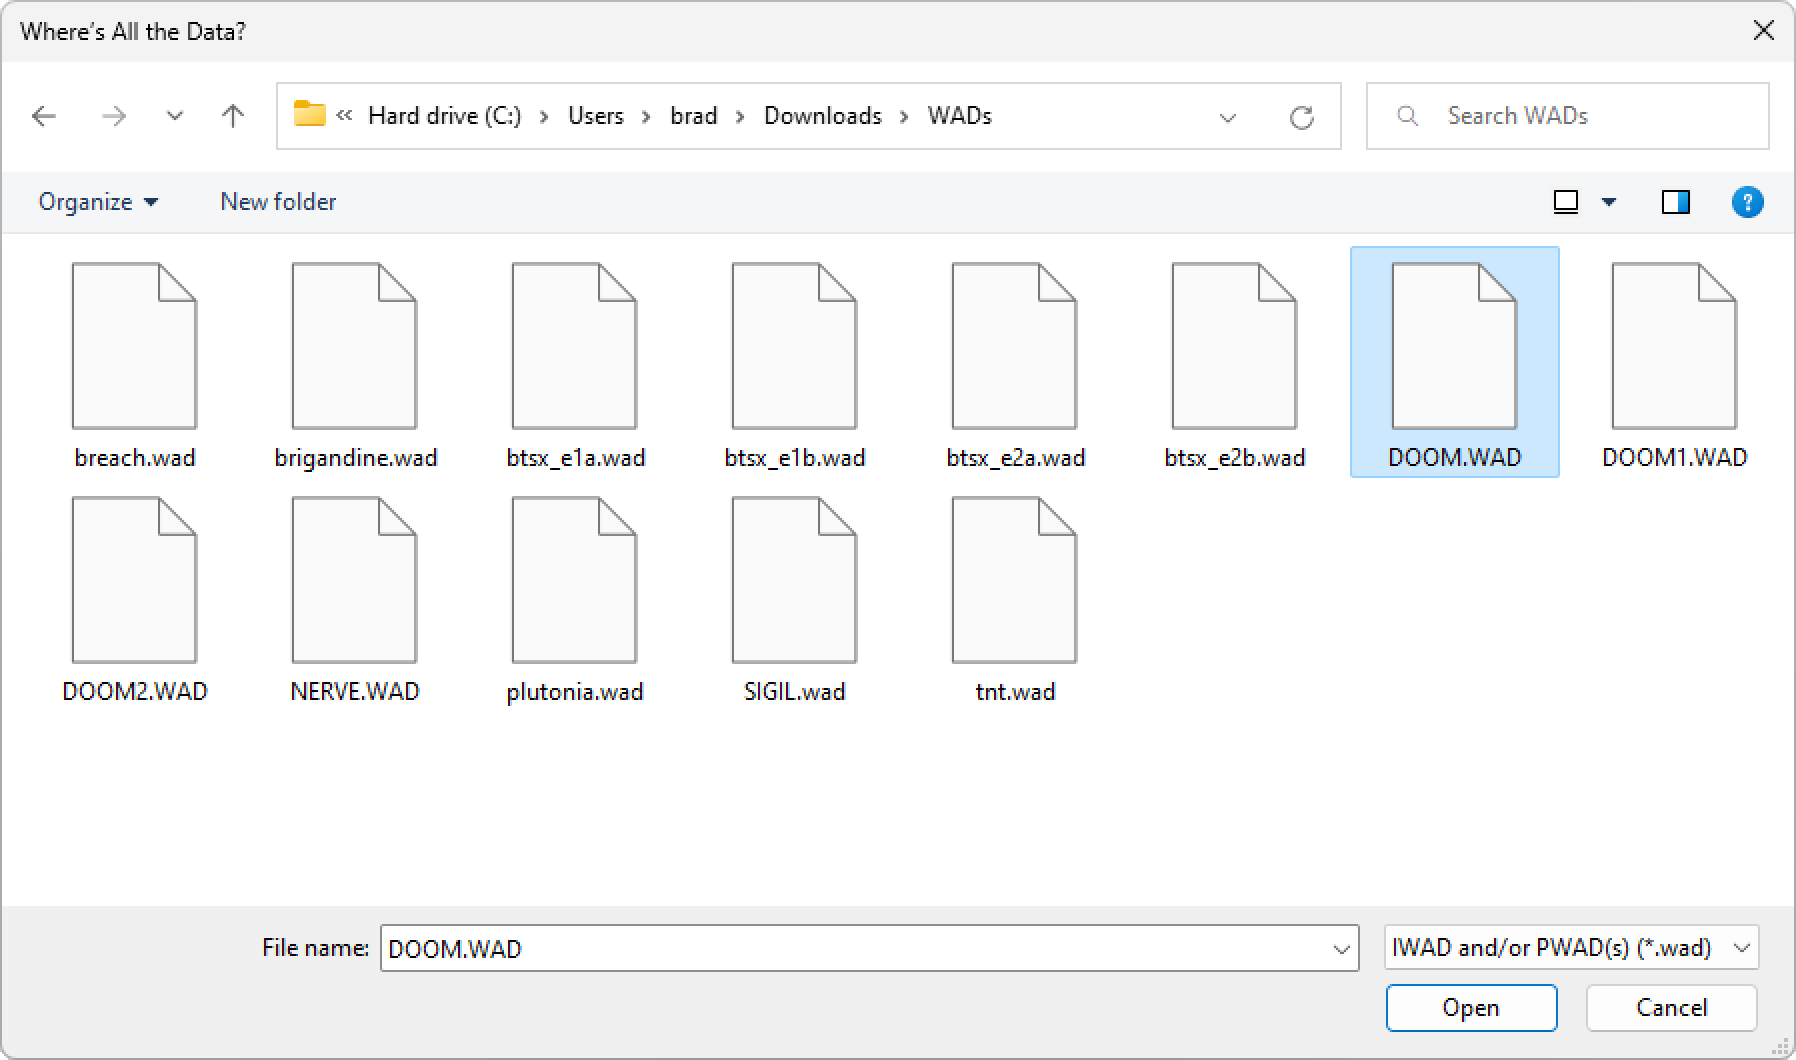 Where's All the Data?
« Hard drive (C:) > Users > brad > Downloads > WADs
Search WADs
Organize
New folder
?
breach.wad
brigandine.wad
btsx_e1a.wad
btsx_e1b.wad
btsx_e2a.wad
btsx_e2b.wad
DOOM.WAD
DOOM1.WAD
DOOM2.WAD
NERVE.WAD
plutonia.wad
SIGIL.wad
tnt.wad
File name: DOOM.WAD
IWAD and/or PWAD(s) (*.wad)
Open
Cancel